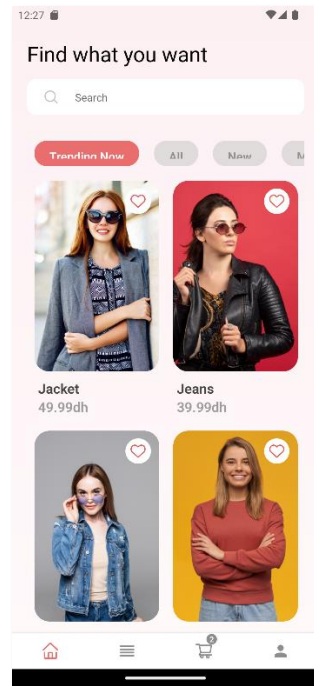 12:27
Find what you want
Search
Trending Now All New
Jacket Jeans
49.99dh 39.99dh
2